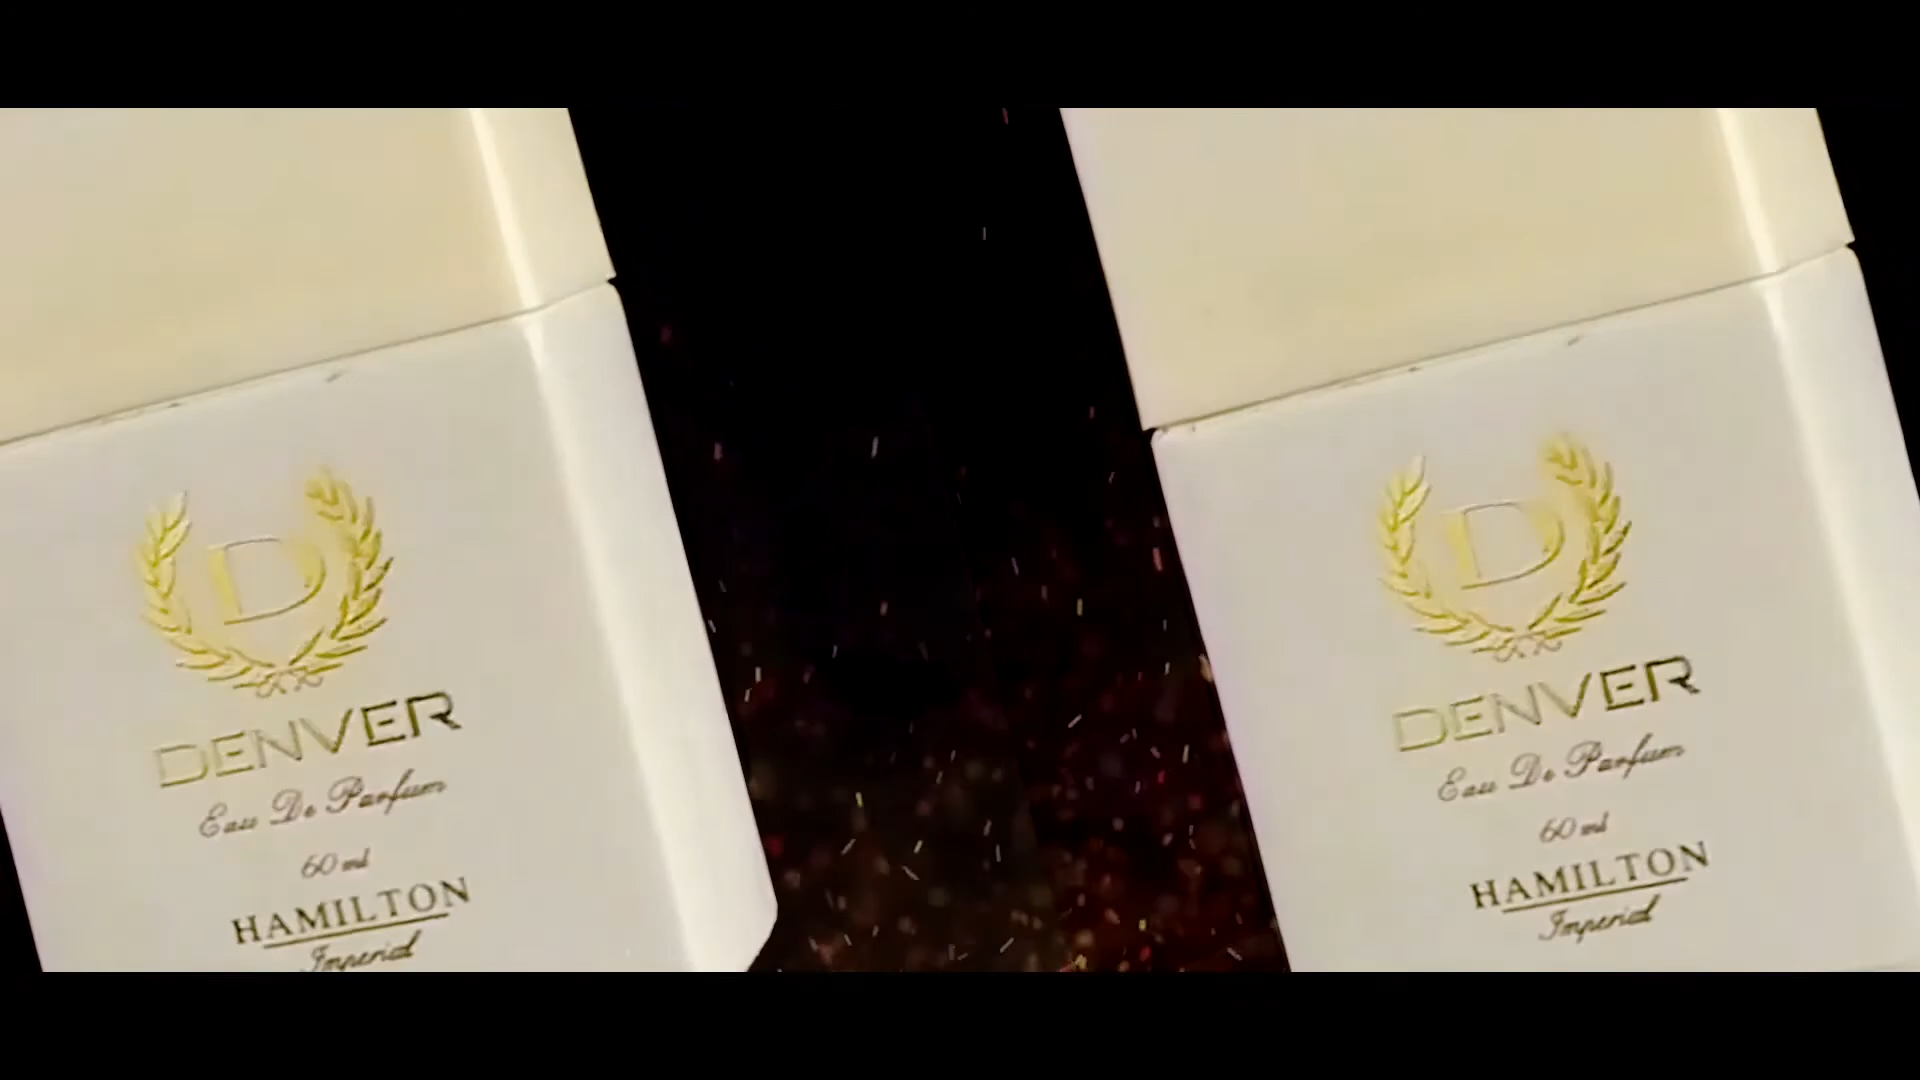 D
DENVER
Eau De Parfum
60 ml
HAMILTON
Imperial
D
DENVER
Eau De Parfum
60 ml
HAMILTON
Imperial